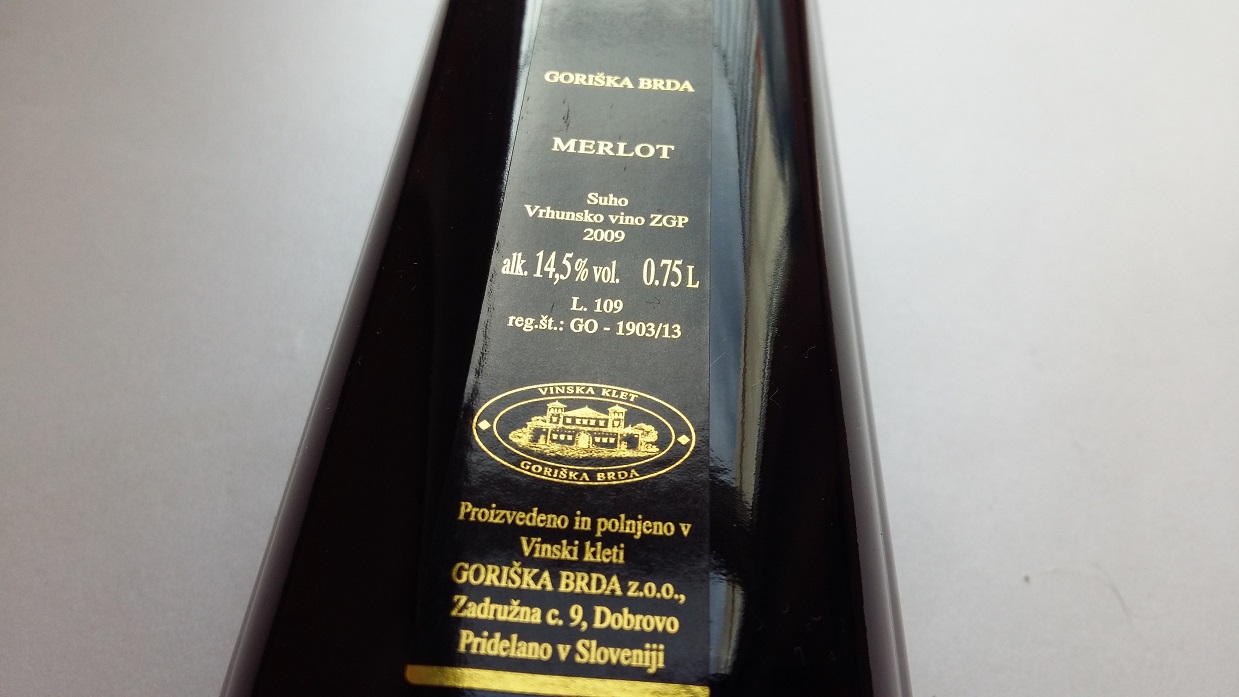 GORIŠKA BRDA
MERLOT
Suho
Vrhunsko vino ZGP
2009
alk. 14,5% vol. 0.75 L
L. 109
reg.št.: GO - 1903/13
VINSKA KLET
GORIŠKA BRDA
Proizvedeno in polnjeno v
Vinski kleti
GORIŠKA BRDA z.o.o.,
Zadružna c. 9, Dobrovo
Pridelano v Sloveniji